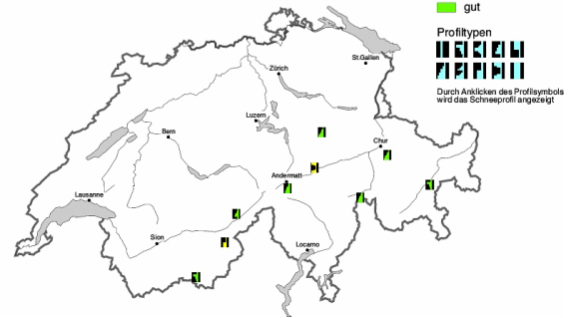 gut
Profiltypen
Durch Anklicken des Profilsymbols
wird das Schneeprofil angezeigt
St.Gallen
Zürich
Luzern
Bern
Chur
Andermatt
Lausanne
Sion
Locarno